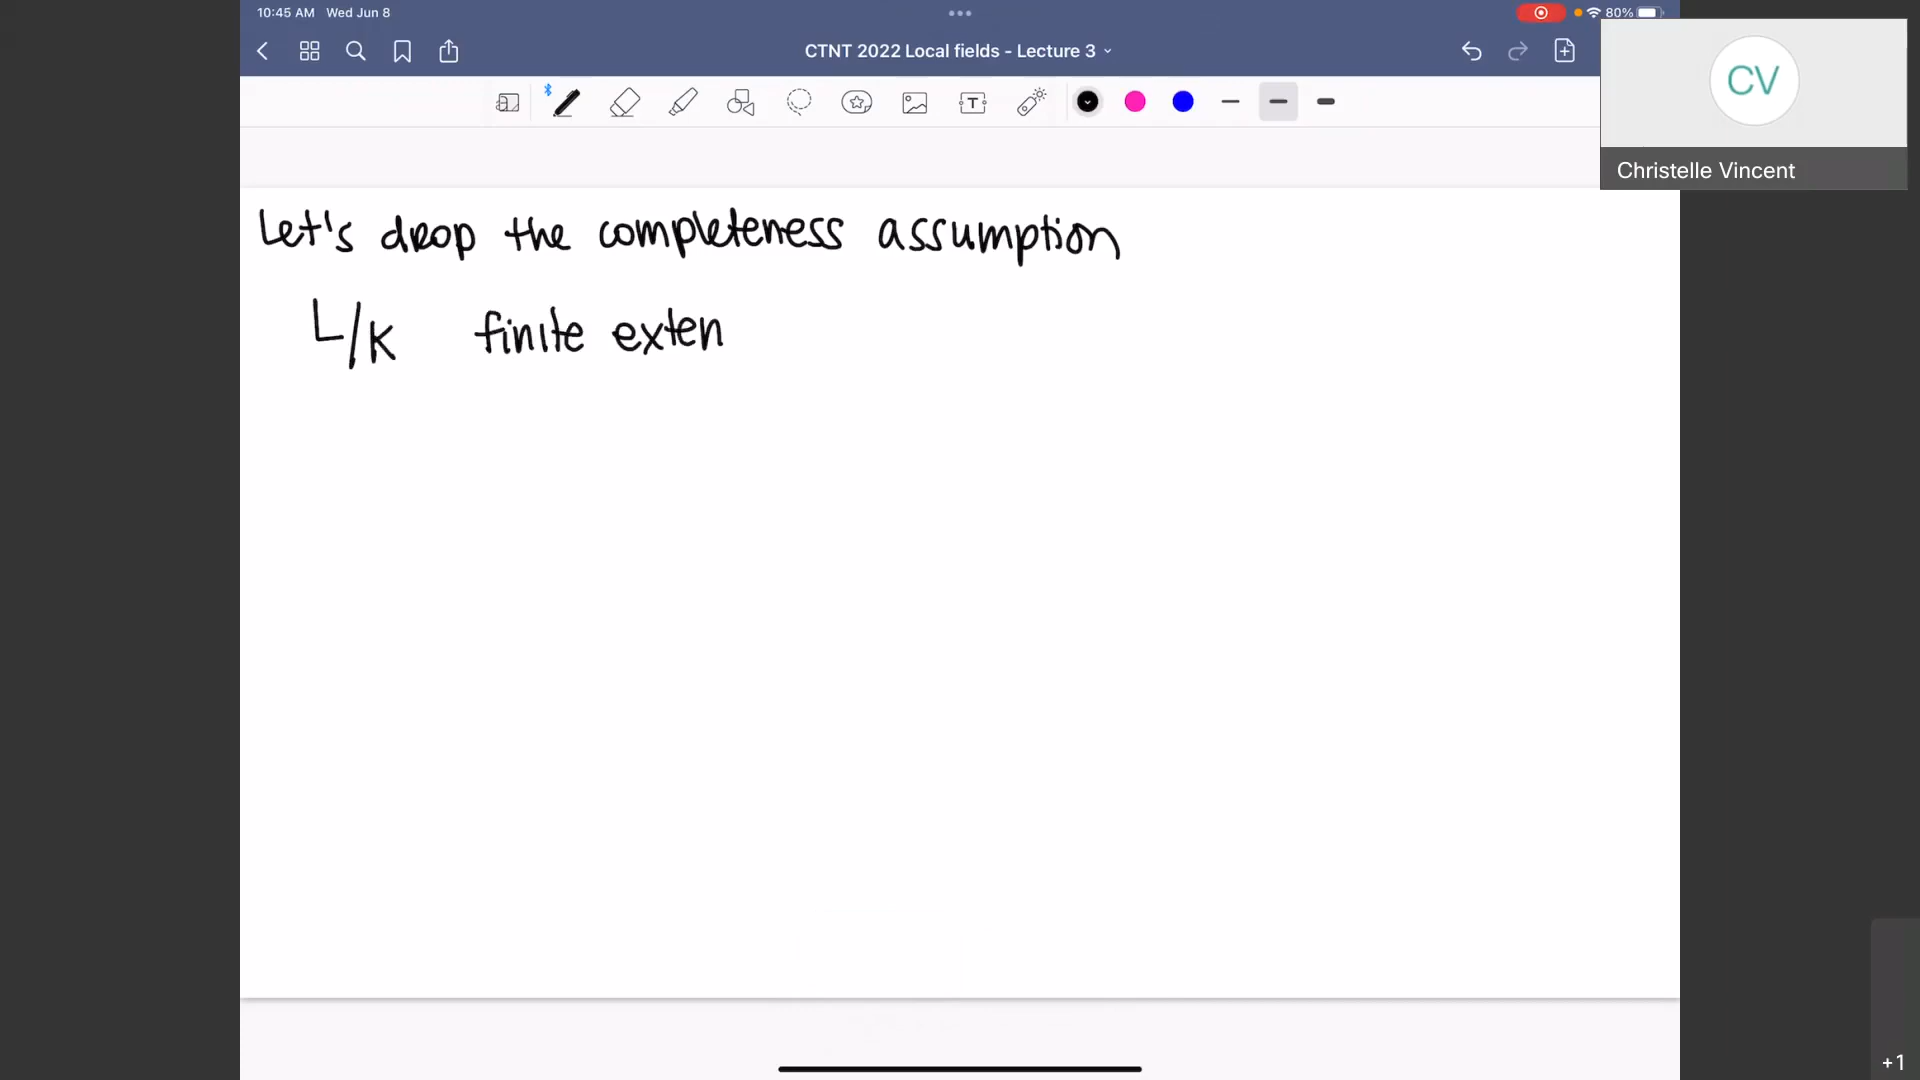 10:45 AM Wed Jun 8
80%
CTNT 2022 Local fields - Lecture 3
T
CV
Christelle Vincent
Let's drop the completeness assumption
L/K finite exten
+1